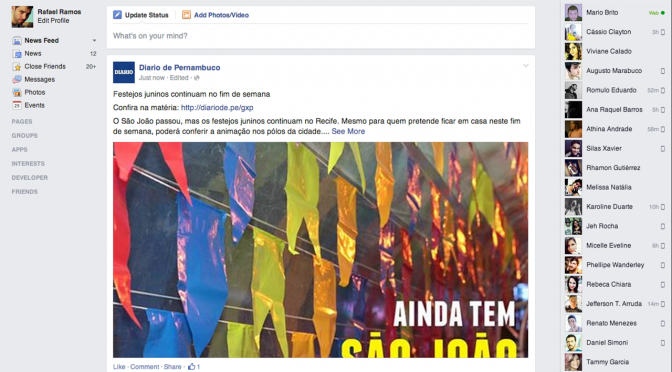 Rafael Ramos
Edit Profile
News Feed
News 12
Close Friends 20+
Messages
Photos
Events
PAGES
GROUPS
APPS
INTERESTS
DEVELOPER
FRIENDS
Update Status Add Photos/Video
What's on your mind?
DIARIO
Diario de Pernambuco
Just now · Edited ·
Festejos juninos continuam no fim de semana
Confira na matéria: http://diariode.pe/gxp
O São João passou, mas os festejos juninos continuam no Recife. Mesmo para quem pretende ficar em casa neste fim
de semana, poderá conferir a animação nos pólos da cidade.... See More
AINDA TEM
SÃO JOÃO
Like · Comment · Share · 1
Mario Brito Web
Cássio Clayton 3h
Viviane Calado
Augusto Marabuco
Romulo Eduardo 52m
Ana Raquel Barros 5h
Athina Andrade 58m
Silas Xavier
Rhamon Gutiérrez
Melissa Natália
Karoline Duarte 10h
Jeh Rocha
Micelle Eveline 6h
Phellipe Wanderley
Rebeca Chiara
Jefferson T. Arruda 14m
Renato Menezes
Daniel Simoni
Tammy Garcia